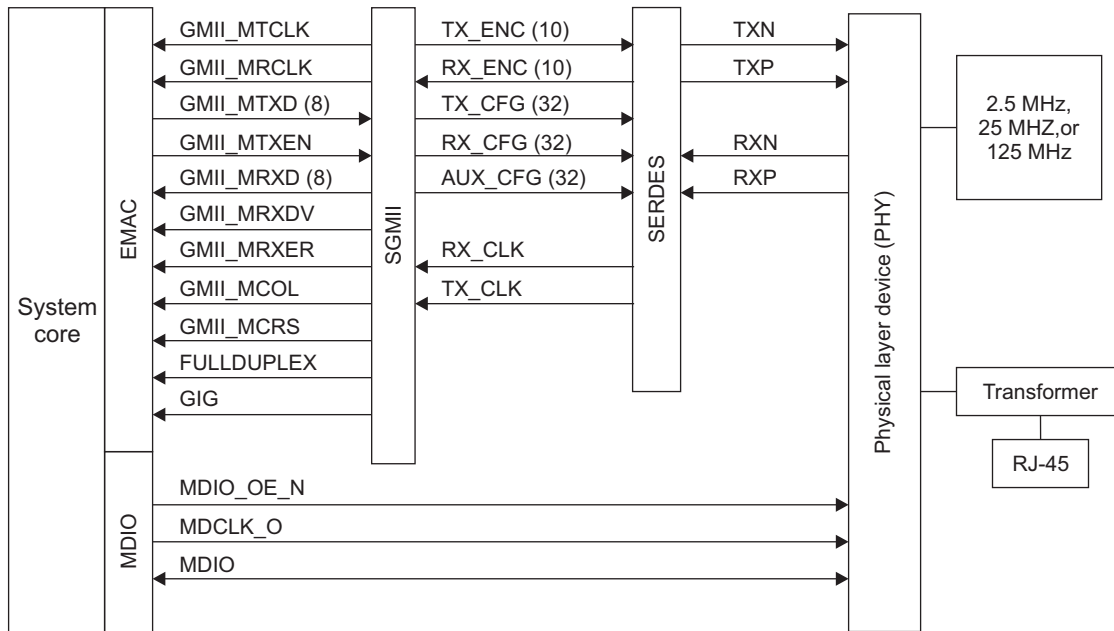 System
core
EMAC
MDIO
GMII_MTCLK
GMII_MRCLK
GMII_MTXD (8)
GMII_MTXEN
GMII_MRXD (8)
GMII_MRXDV
GMII_MRXER
GMII_MCOL
GMII_MCRS
FULLDUPLEX
GIG
MDIO_OE_N
MDCLK_O
MDIO
SGMII
TX_ENC (10)
RX_ENC (10)
TX_CFG (32)
RX_CFG (32)
AUX_CFG (32)
RX_CLK
TX_CLK
SERDES
TXN
TXP
RXN
RXP
Physical layer device (PHY)
2.5 MHz,
25 MHZ,or
125 MHz
Transformer
RJ-45